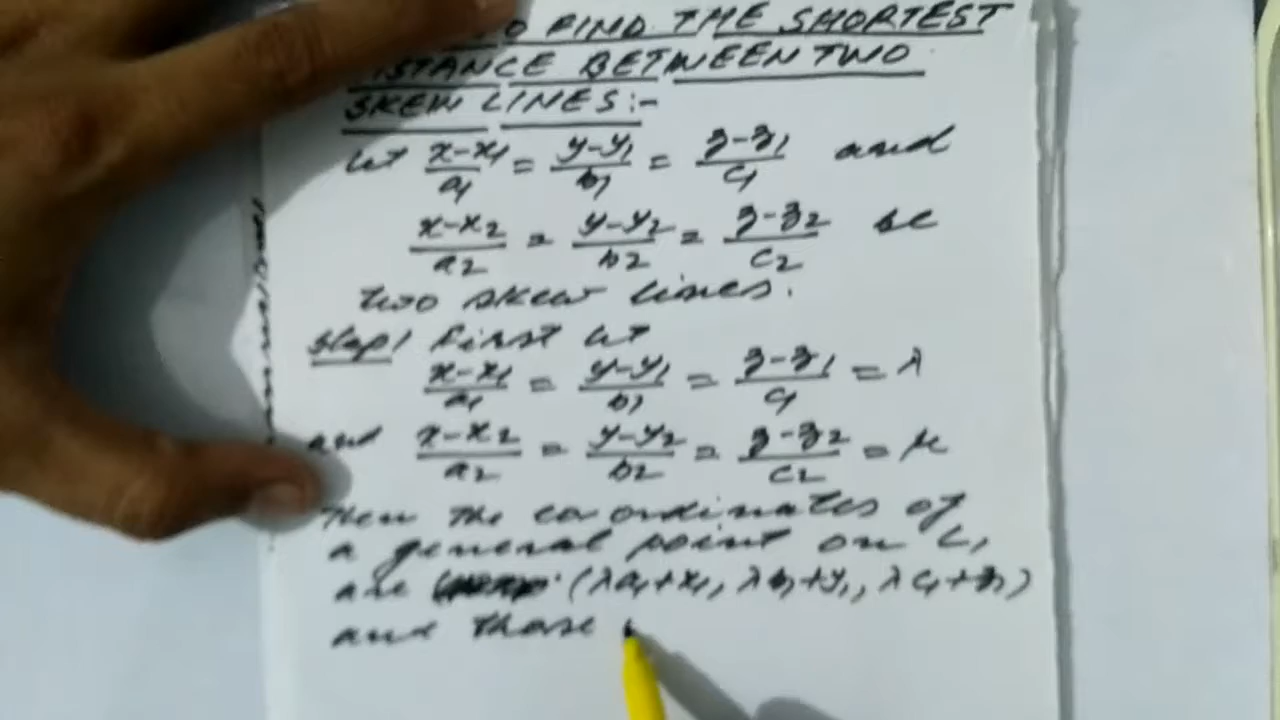 O FIND THE SHORTEST
ISTANCE BETWEEN TWO
SKEW LINES:-
let x-x1/a1 = y-y1/b1 = z-z1/c1 and
x-x2/a2 = y-y2/b2 = z-z2/c2 be
two skew lines.
Step1 First let
x-x1/a1 = y-y1/b1 = z-z1/c1 = λ
and x-x2/a2 = y-y2/b2 = z-z2/c2 = μ
Then the coordinates of
a general point on L1
are (λa1+x1, λb1+y1, λc1+z1)
and those